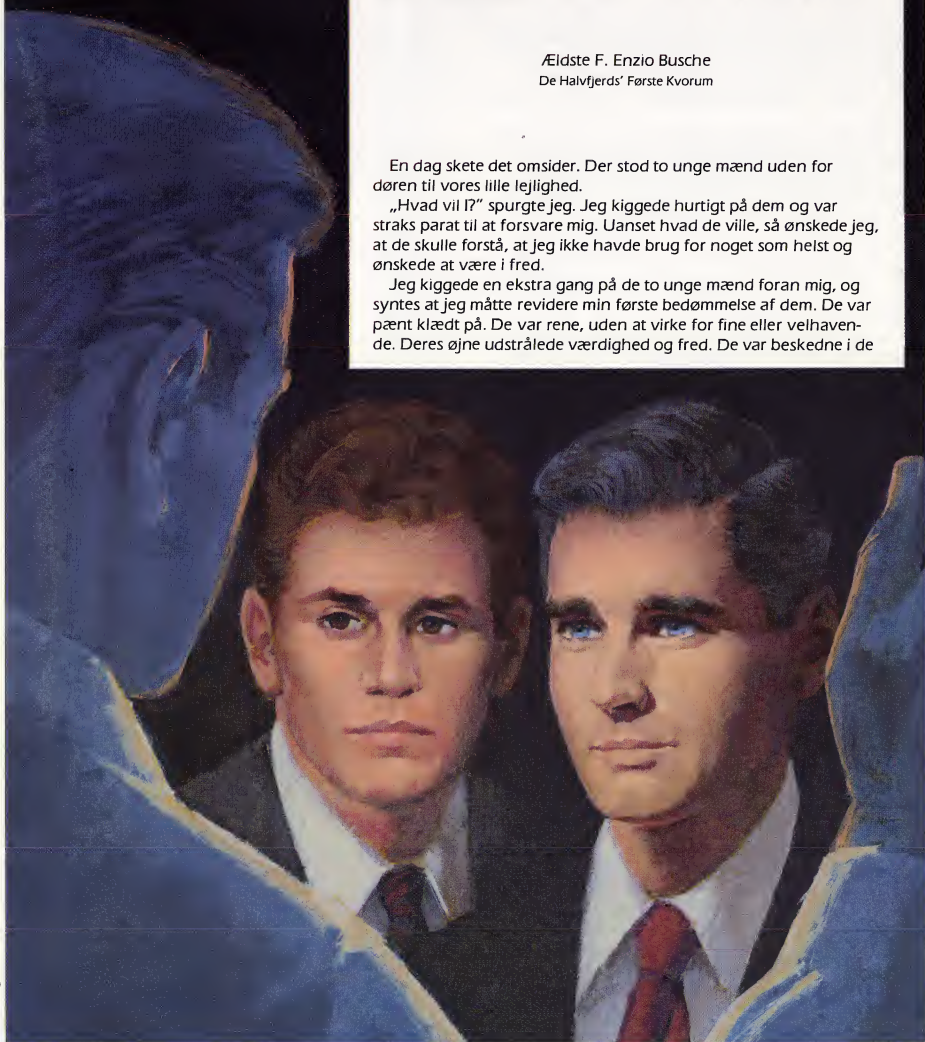 Ældste F. Enzio Busche
De Halvfjerds' Første Kvorum
En dag skete det omsider. Der stod to unge mænd uden for
døren til vores lille lejlighed.
„Hvad vil I?” spurgte jeg. Jeg kiggede hurtigt på dem og var
straks parat til at forsvare mig. Uanset hvad de ville, så ønskede jeg,
at de skulle forstå, at jeg ikke havde brug for noget som helst og
ønskede at være i fred.
Jeg kiggede en ekstra gang på de to unge mænd foran mig, og
syntes at jeg måtte revidere min første bedømmelse af dem. De var
pænt klædt på. De var rene, uden at virke for fine eller velhaven-
de. Deres øjne udstrålede værdighed og fred. De var beskedne i de